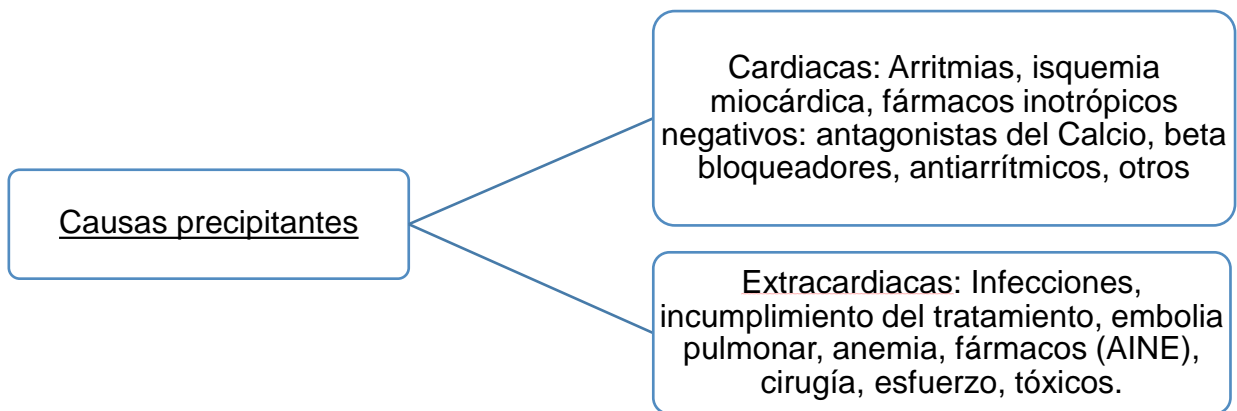 Causas precipitantes
Cardiacas: Arritmias, isquemia
miocárdica, fármacos inotrópicos
negativos: antagonistas del Calcio, beta
bloqueadores, antiarrítmicos, otros
Extracardiacas: Infecciones,
incumplimiento del tratamiento, embolia
pulmonar, anemia, fármacos (AINE),
cirugía, esfuerzo, tóxicos.